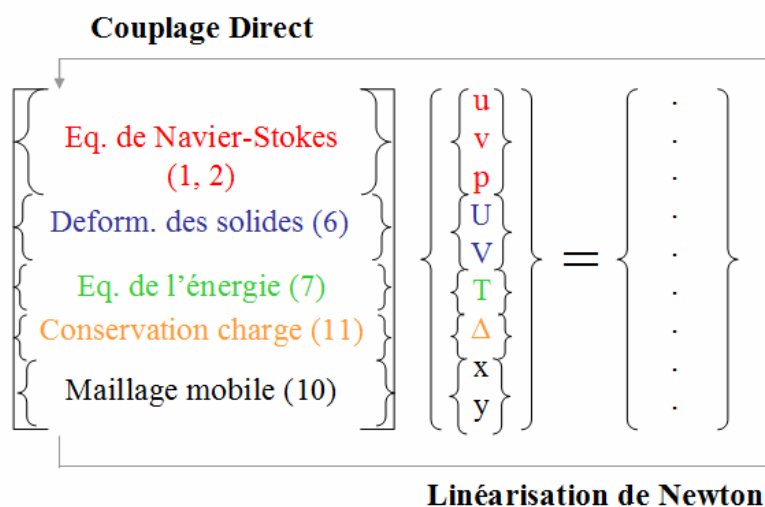 Couplage Direct
Eq. de Navier-Stokes
(1, 2)
Deform. des solides (6)
Eq. de l'énergie (7)
Conservation charge (11)
Maillage mobile (10)
u
v
p
U
V
T
Δ
x
y
=
.
.
.
.
.
.
.
.
.
Linéarisation de Newton